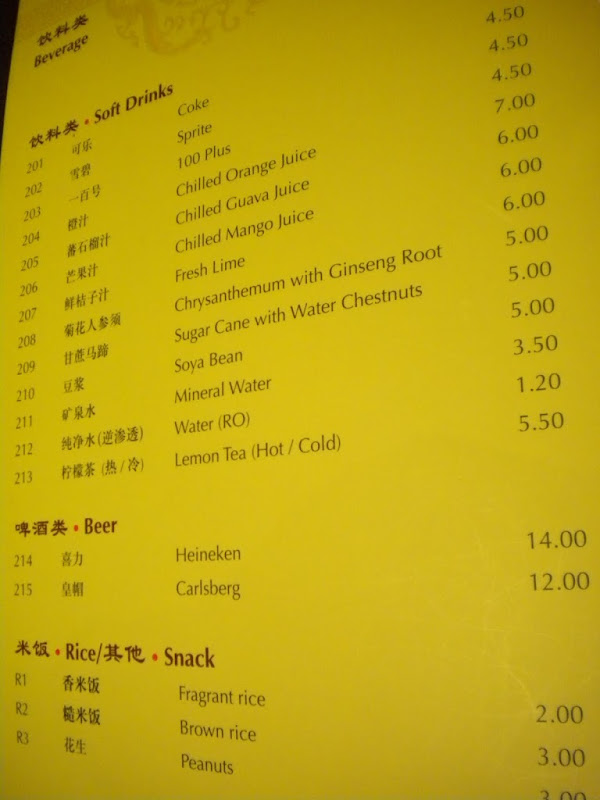 饮料类
Beverage
饮料类 • Soft Drinks
201 可乐 Coke 4.50
202 雪碧 Sprite 4.50
203 一百号 100 Plus 4.50
204 橙汁 Chilled Orange Juice 7.00
205 蕃石榴汁 Chilled Guava Juice 6.00
206 芒果汁 Chilled Mango Juice 6.00
207 鲜桔子汁 Fresh Lime 6.00
208 菊花人参须 Chrysanthemum with Ginseng Root 5.00
209 甘蔗马蹄 Sugar Cane with Water Chestnuts 5.00
210 豆浆 Soya Bean 5.00
211 矿泉水 Mineral Water 3.50
212 纯净水(逆渗透) Water (RO) 1.20
213 柠檬茶 (热 / 冷) Lemon Tea (Hot / Cold) 5.50
啤酒类 • Beer
214 喜力 Heineken 14.00
215 皇帽 Carlsberg 12.00
米饭 • Rice/其他 • Snack
R1 香米饭 Fragrant rice 2.00
R2 糙米饭 Brown rice 3.00
R3 花生 Peanuts